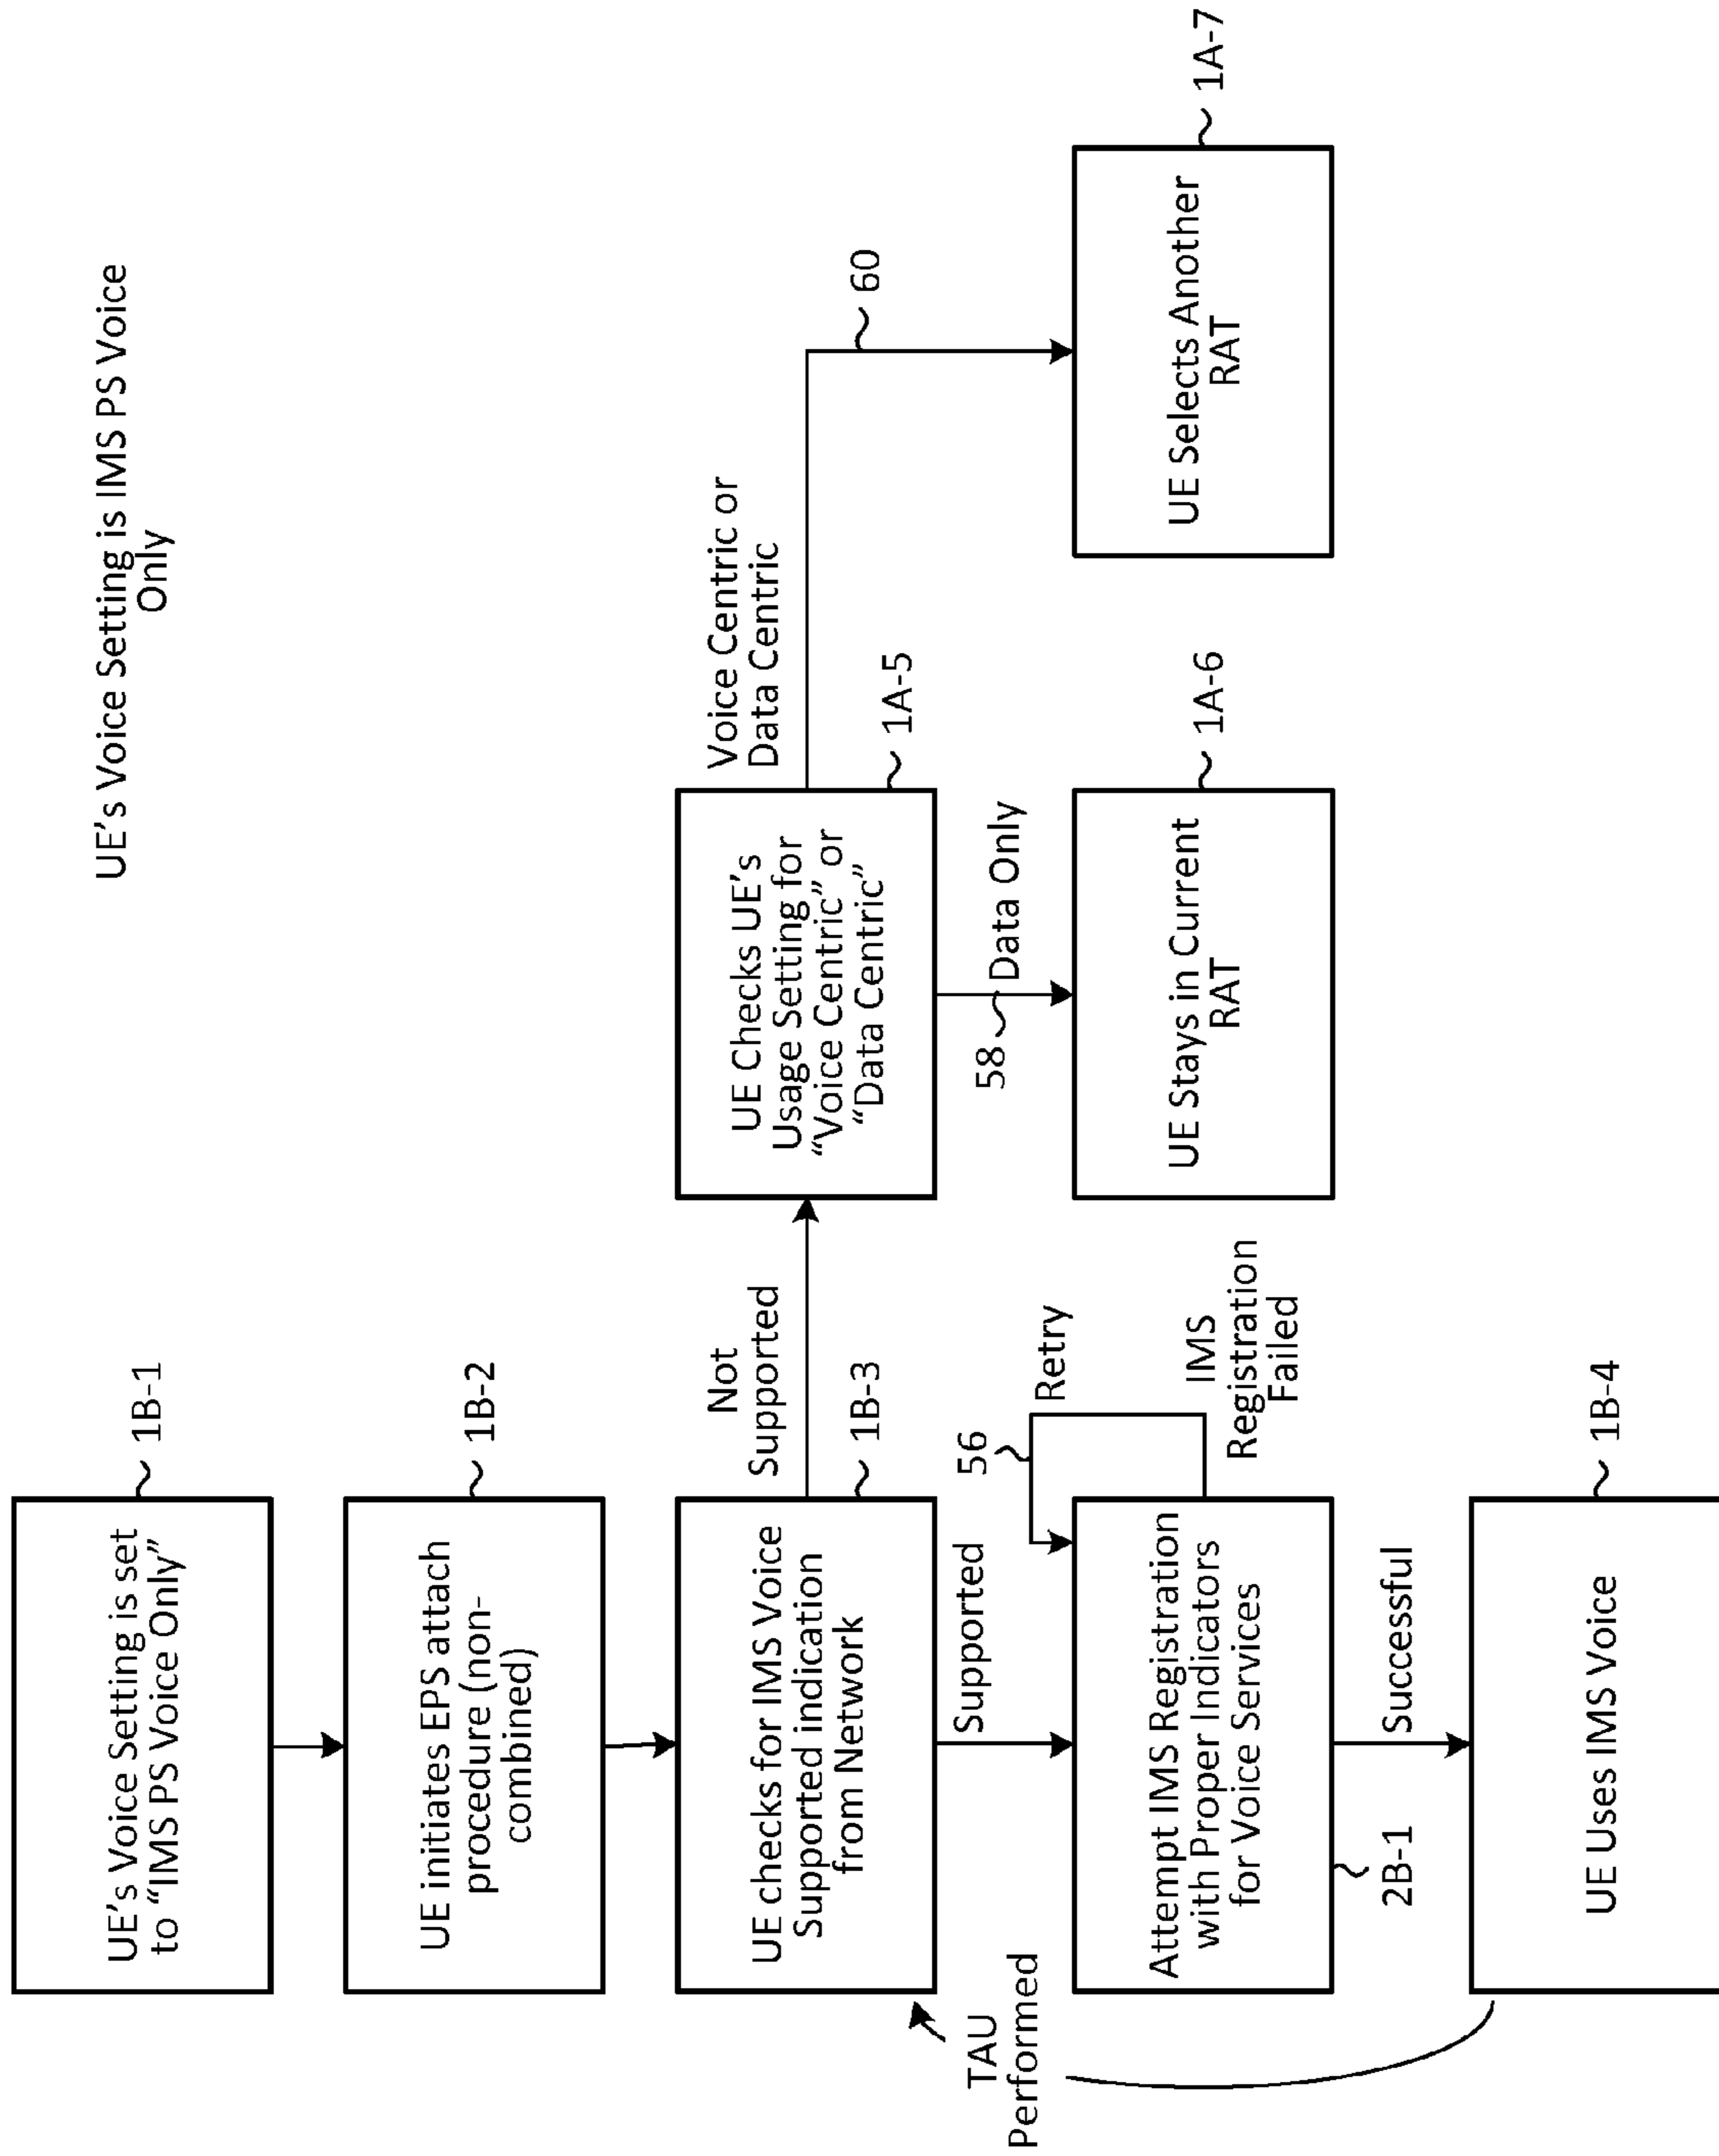 UE's Voice Setting is IMS PS Voice
Only
UE's Voice Setting is set
to “IMS PS Voice Only”
1B-1
UE initiates EPS attach
procedure (non-
combined)
1B-2
UE checks for IMS Voice
Supported indication
from Network
1B-3
Not
Supported
UE Checks UE's
Usage Setting for
“Voice Centric” or
“Data Centric”
1A-5
Voice Centric or
Data Centric
60
Supported
58
Data Only
TAU
Performed
Attempt IMS Registration
with Proper Indicators
for Voice Services
2B-1
56
Retry
IMS
Registration
Failed
UE Stays in Current
RAT
1A-6
UE Selects Another
RAT
1A-7
Successful
UE Uses IMS Voice
1B-4